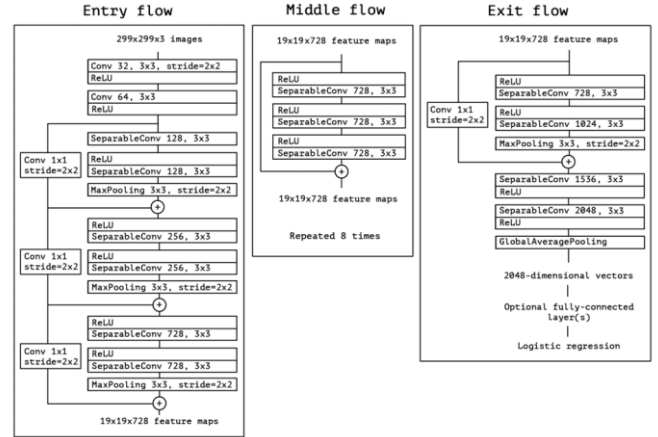 Entry flow
299x299x3 images
Conv 32, 3x3, stride=2x2
ReLU
Conv 64, 3x3
ReLU
SeparableConv 128, 3x3
Conv 1x1
stride=2x2
ReLU
SeparableConv 128, 3x3
MaxPooling 3x3, stride=2x2
+
ReLU
SeparableConv 256, 3x3
Conv 1x1
stride=2x2
ReLU
SeparableConv 256, 3x3
MaxPooling 3x3, stride=2x2
+
ReLU
SeparableConv 728, 3x3
Conv 1x1
stride=2x2
ReLU
SeparableConv 728, 3x3
MaxPooling 3x3, stride=2x2
+
19x19x728 feature maps
Middle flow
19x19x728 feature maps
ReLU
SeparableConv 728, 3x3
ReLU
SeparableConv 728, 3x3
ReLU
SeparableConv 728, 3x3
+
19x19x728 feature maps
Repeated 8 times
Exit flow
19x19x728 feature maps
ReLU
SeparableConv 728, 3x3
Conv 1x1
stride=2x2
ReLU
SeparableConv 1024, 3x3
MaxPooling 3x3, stride=2x2
+
SeparableConv 1536, 3x3
ReLU
SeparableConv 2048, 3x3
ReLU
GlobalAveragePooling
2048-dimensional vectors
Optional fully-connected
layer(s)
Logistic regression